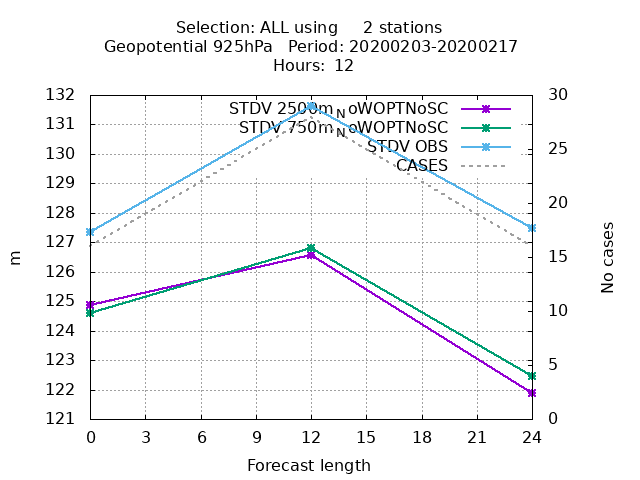 Selection: ALL using 2 stations
Geopotential 925hPa Period: 20200203-20200217
Hours: 12
STDV 2500m_NoWOPTNoSC
STDV 750m_NoWOPTNoSC
STDV OBS
CASES
132
131
130
129
128
127
126
125
124
123
122
121
m
30
25
20
15
10
5
0
No cases
0 3 6 9 12 15 18 21 24
Forecast length